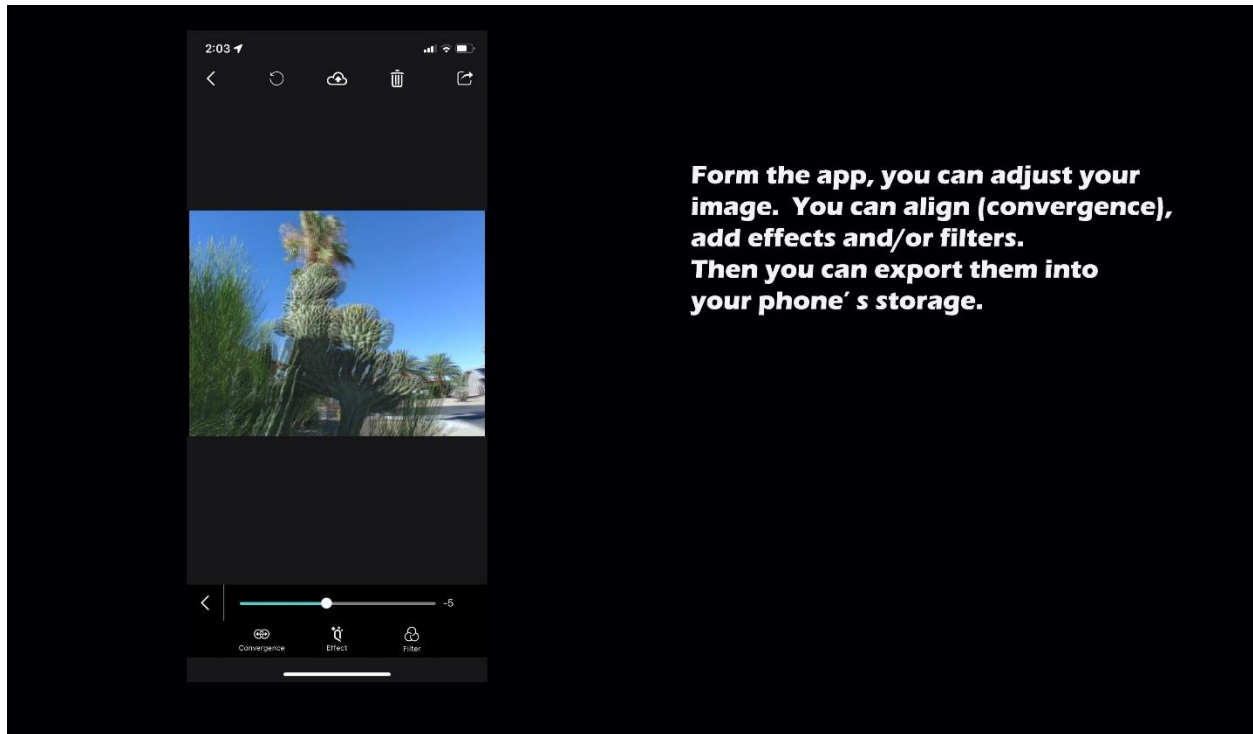 2:03
-5
Convergence
Effect
Filter
Form the app, you can adjust your
image.  You can align (convergence),
add effects and/or filters.
Then you can export them into
your phone’ s storage.